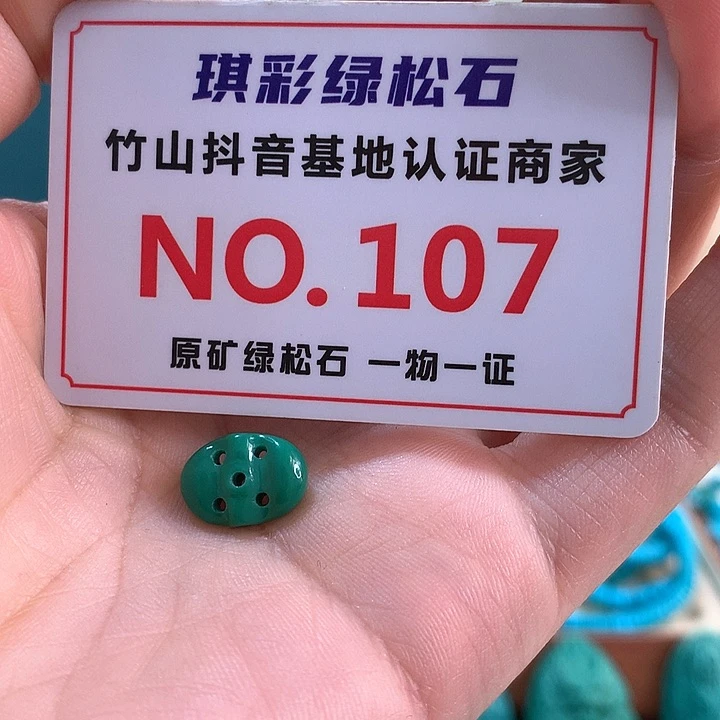 琪彩绿松石
竹山抖音基地认证商家
NO.107
原矿绿松石 一物一证